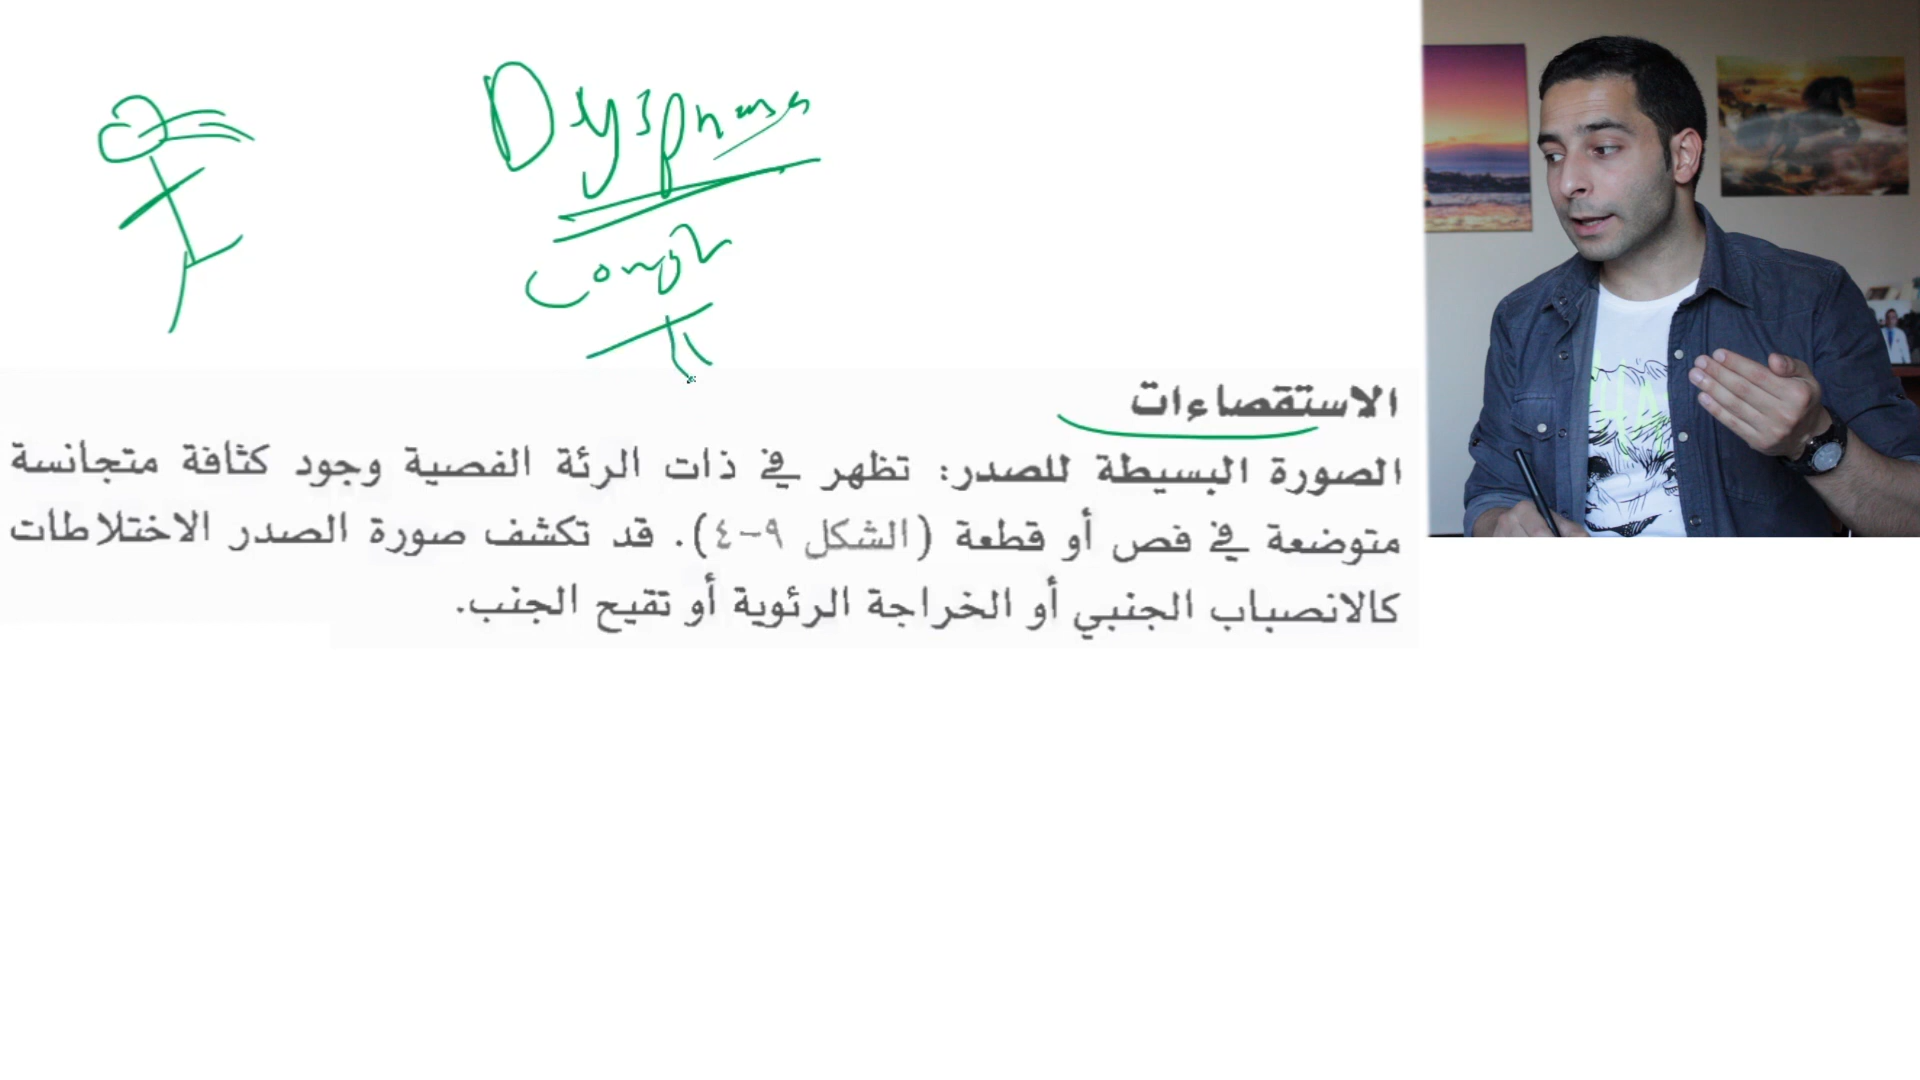 Dyspnea
Cough
الاستقصاءات
الصورة البسيطة للصدر: تظهر في ذات الرئة الفصية وجود كثافة متجانسة
متوضعة في فص أو قطعة (الشكل ٩-٤). قد تكشف صورة الصدر الاختلاطات
كالانصباب الجنبي أو الخراجة الرئوية أو تقيح الجنب.